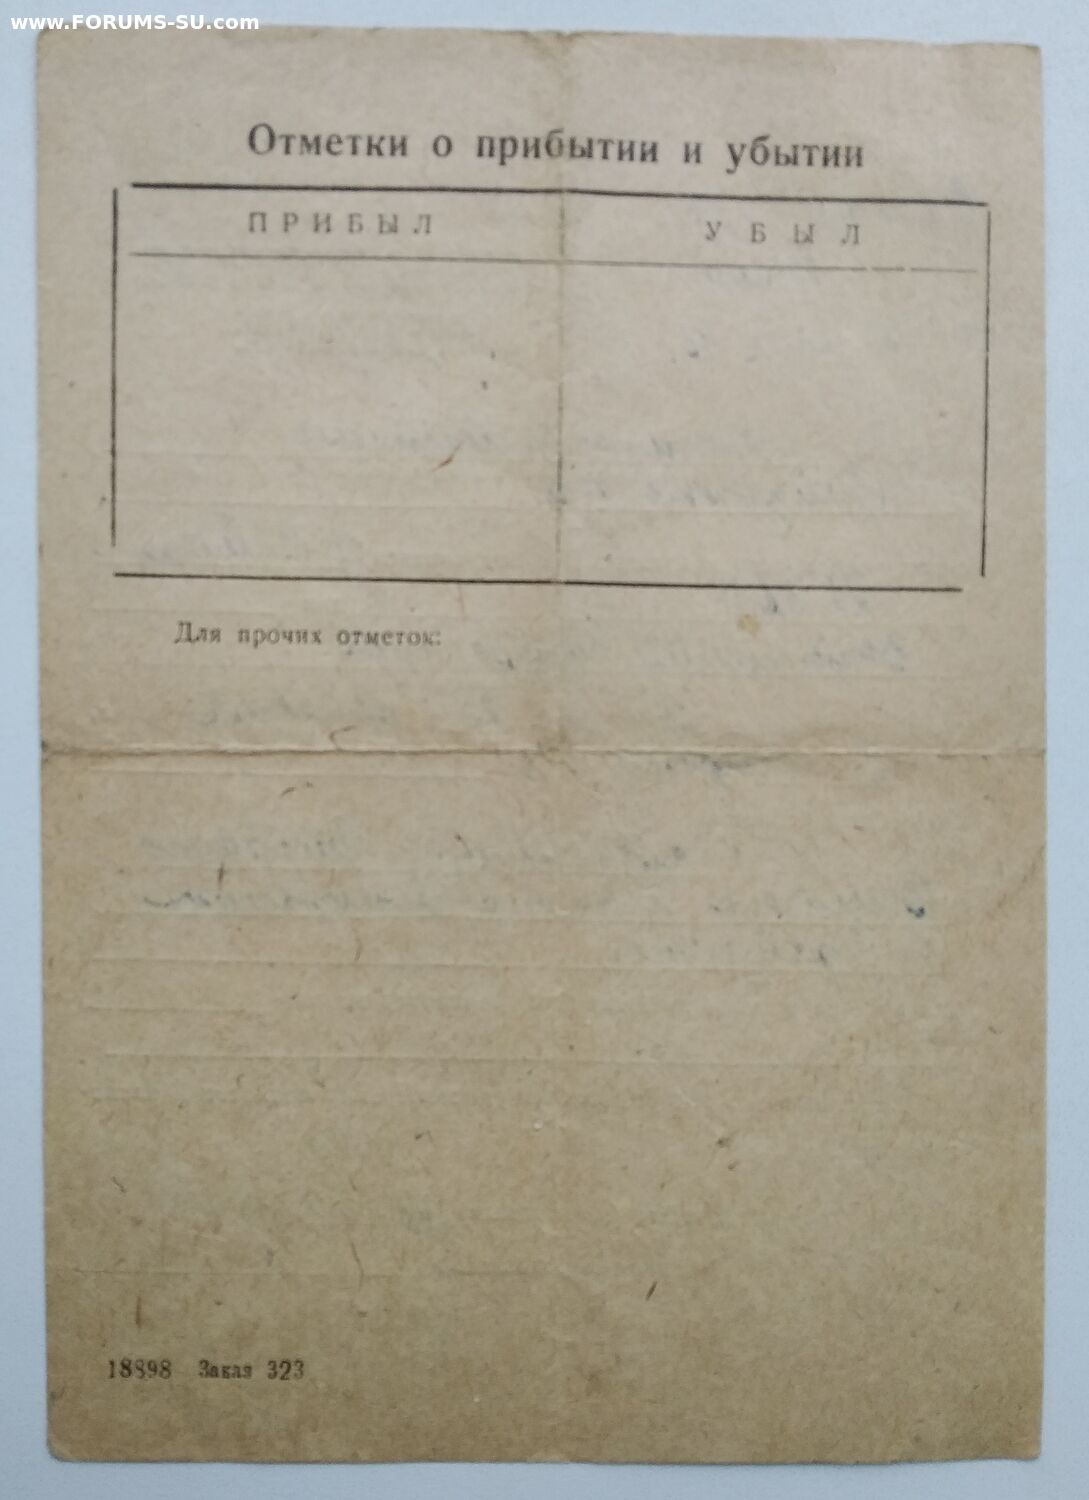 www.FORUMS-SU.com
Отметки о прибытии и убытии
ПРИБЫЛ УБЫЛ
Для прочих отметок:
18898 Заказ 323